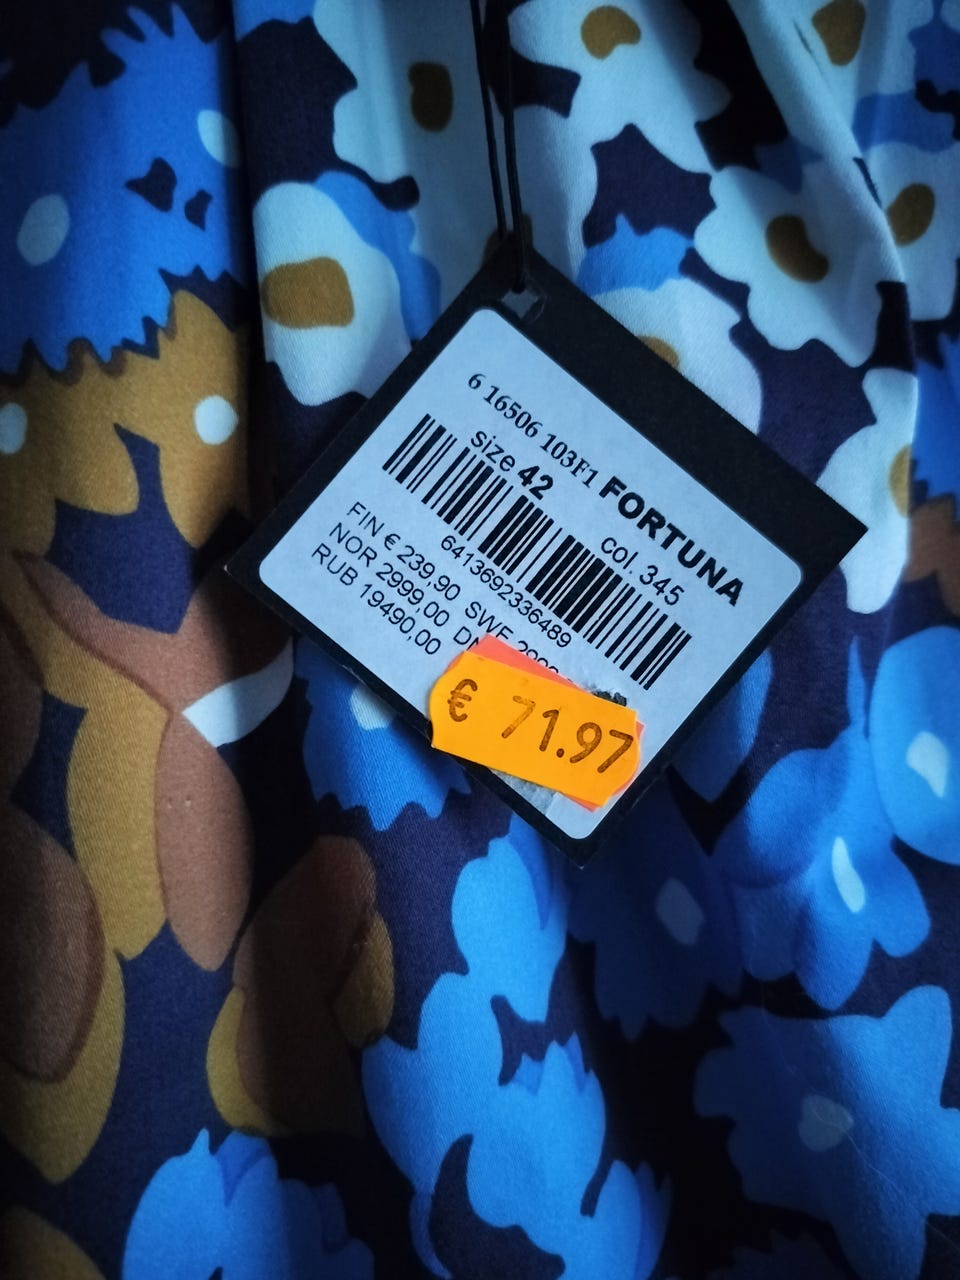 6 16506 103F1 FORTUNA
size 42 col. 345
6413692336489
FIN € 239,90 SWE
NOR 2999,00
RUB 19490,00
€ 71.97